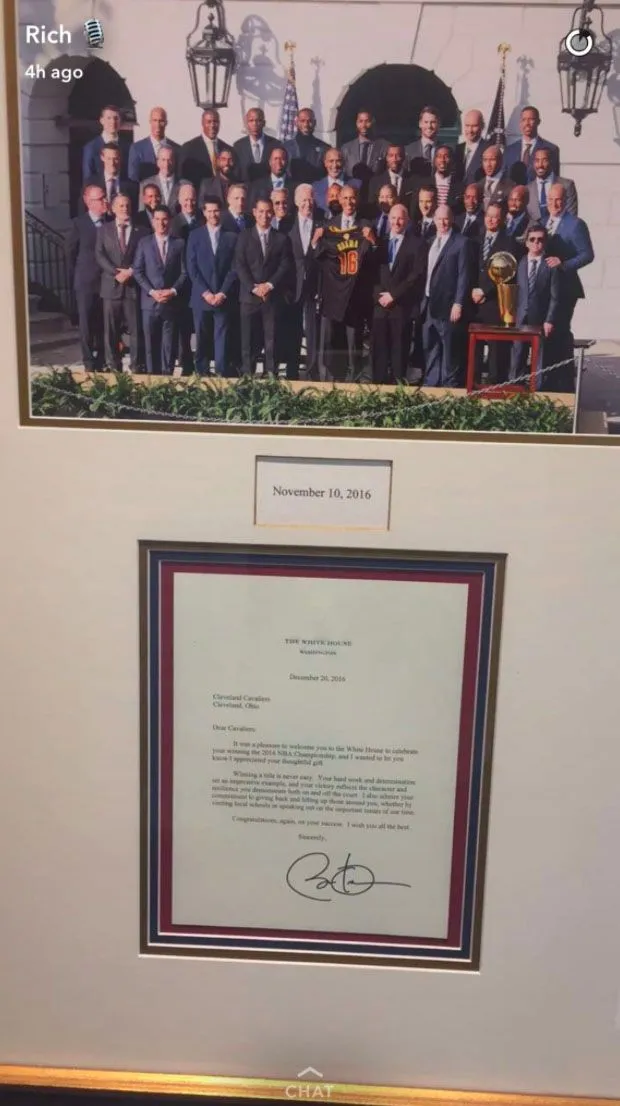 Rich
4h ago
OBAMA
16
November 10, 2016
THE WHITE HOUSE
WASHINGTON
December 20, 2016
Cleveland Cavaliers
Cleveland, Ohio
Dear Cavaliers:
It was a pleasure to welcome you to the White House to celebrate
your winning the 2016 NBA Championship, and I wanted to let you
know I appreciated your thoughtful gift.
Winning a title is never easy. Your hard work and determination
set an impressive example, and your victory reflects the character and
resilience you demonstrate both on and off the court. I also admire your
commitment to giving back and lifting up those around you, whether by
visiting local schools or speaking out on the important issues of our time.
Congratulations, again, on your success. I wish you all the best.
Sincerely,
CHAT